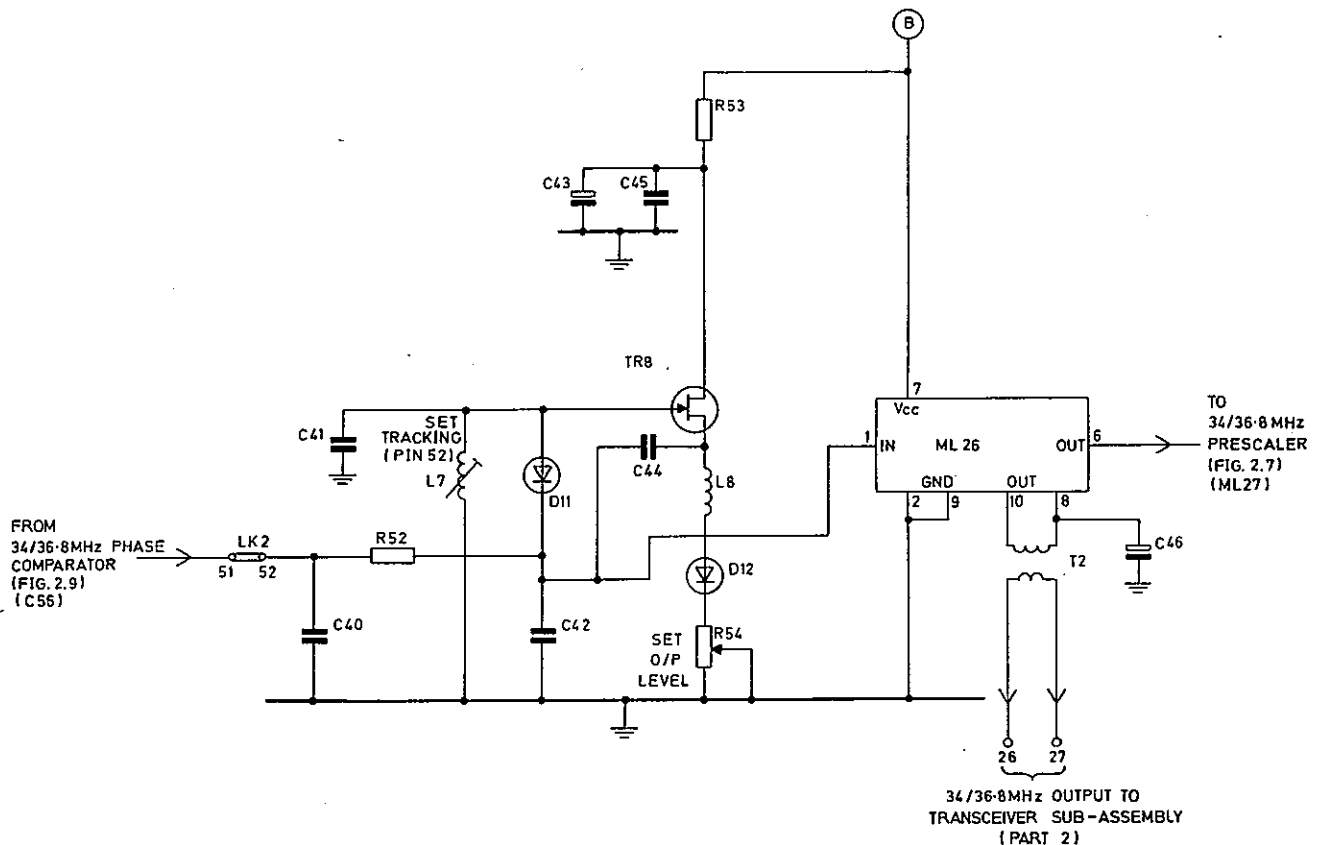 B
R53
C43
C45
TR8
7
Vcc
TO
34/36·8 MHz
PRESCALER
(FIG. 2.7)
(ML27)
1
IN
ML 26
OUT
6
C41
SET
TRACKING
(PIN 52)
L7
D11
C44
L8
GND
OUT
2
9
10
8
FROM
34/36·8MHz PHASE
COMPARATOR
(FIG. 2.9)
(C56)
LK2
51
52
R52
D12
T2
C46
C40
C42
SET
O/P
LEVEL
R54
26
27
34/36·8MHz OUTPUT TO
TRANSCEIVER SUB-ASSEMBLY
(PART 2)